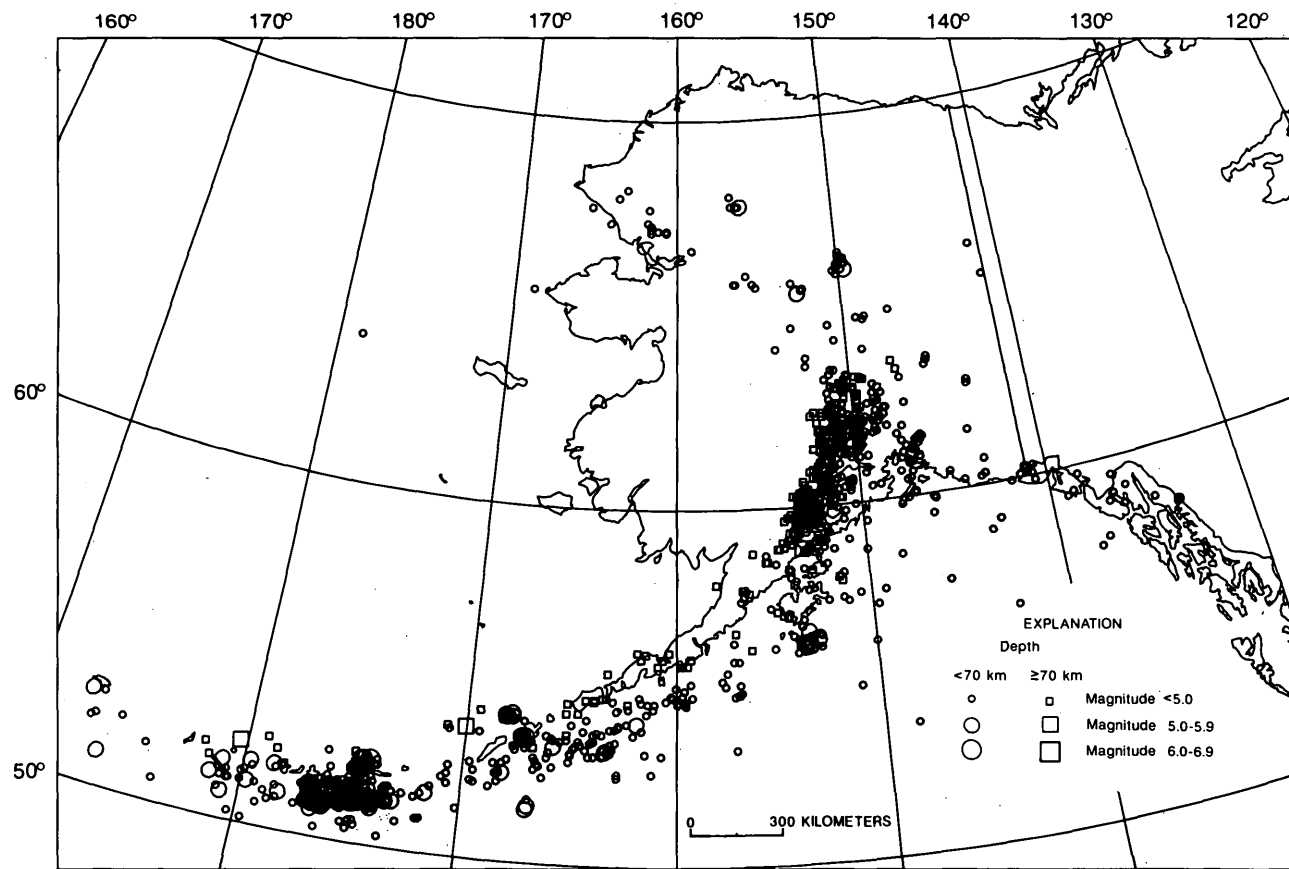 160° 170° 180° 170° 160° 150° 140° 130° 120°
60°
50°
EXPLANATION
Depth
<70 km ≥70 km
Magnitude <5.0
Magnitude 5.0-5.9
Magnitude 6.0-6.9
0 300 KILOMETERS